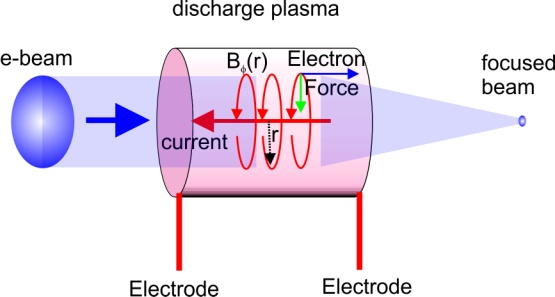 discharge plasma
e-beam
Bϕ(r)
Electron
Force
focused
beam
current
r
Electrode
Electrode